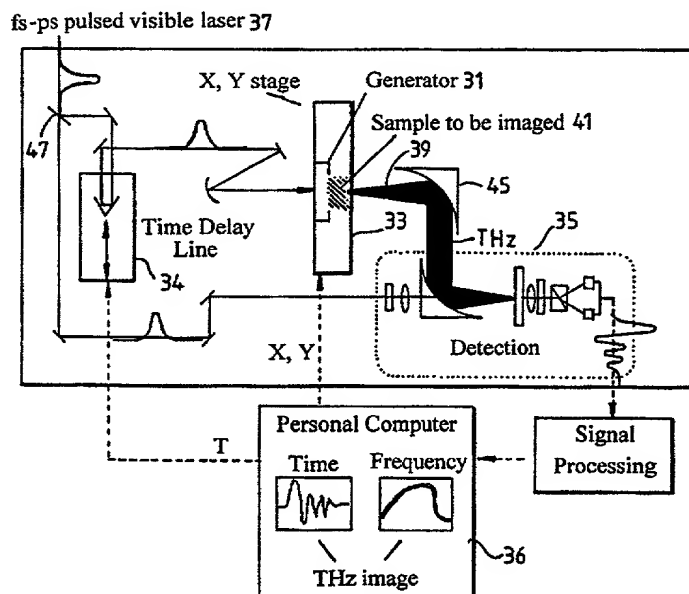 fs-ps pulsed visible laser 37
X, Y stage
Generator 31
Sample to be imaged 41
47
39
45
Time Delay
Line
33
THz
35
34
X, Y
Detection
T
Personal Computer
Time
Frequency
THz image
36
Signal
Processing